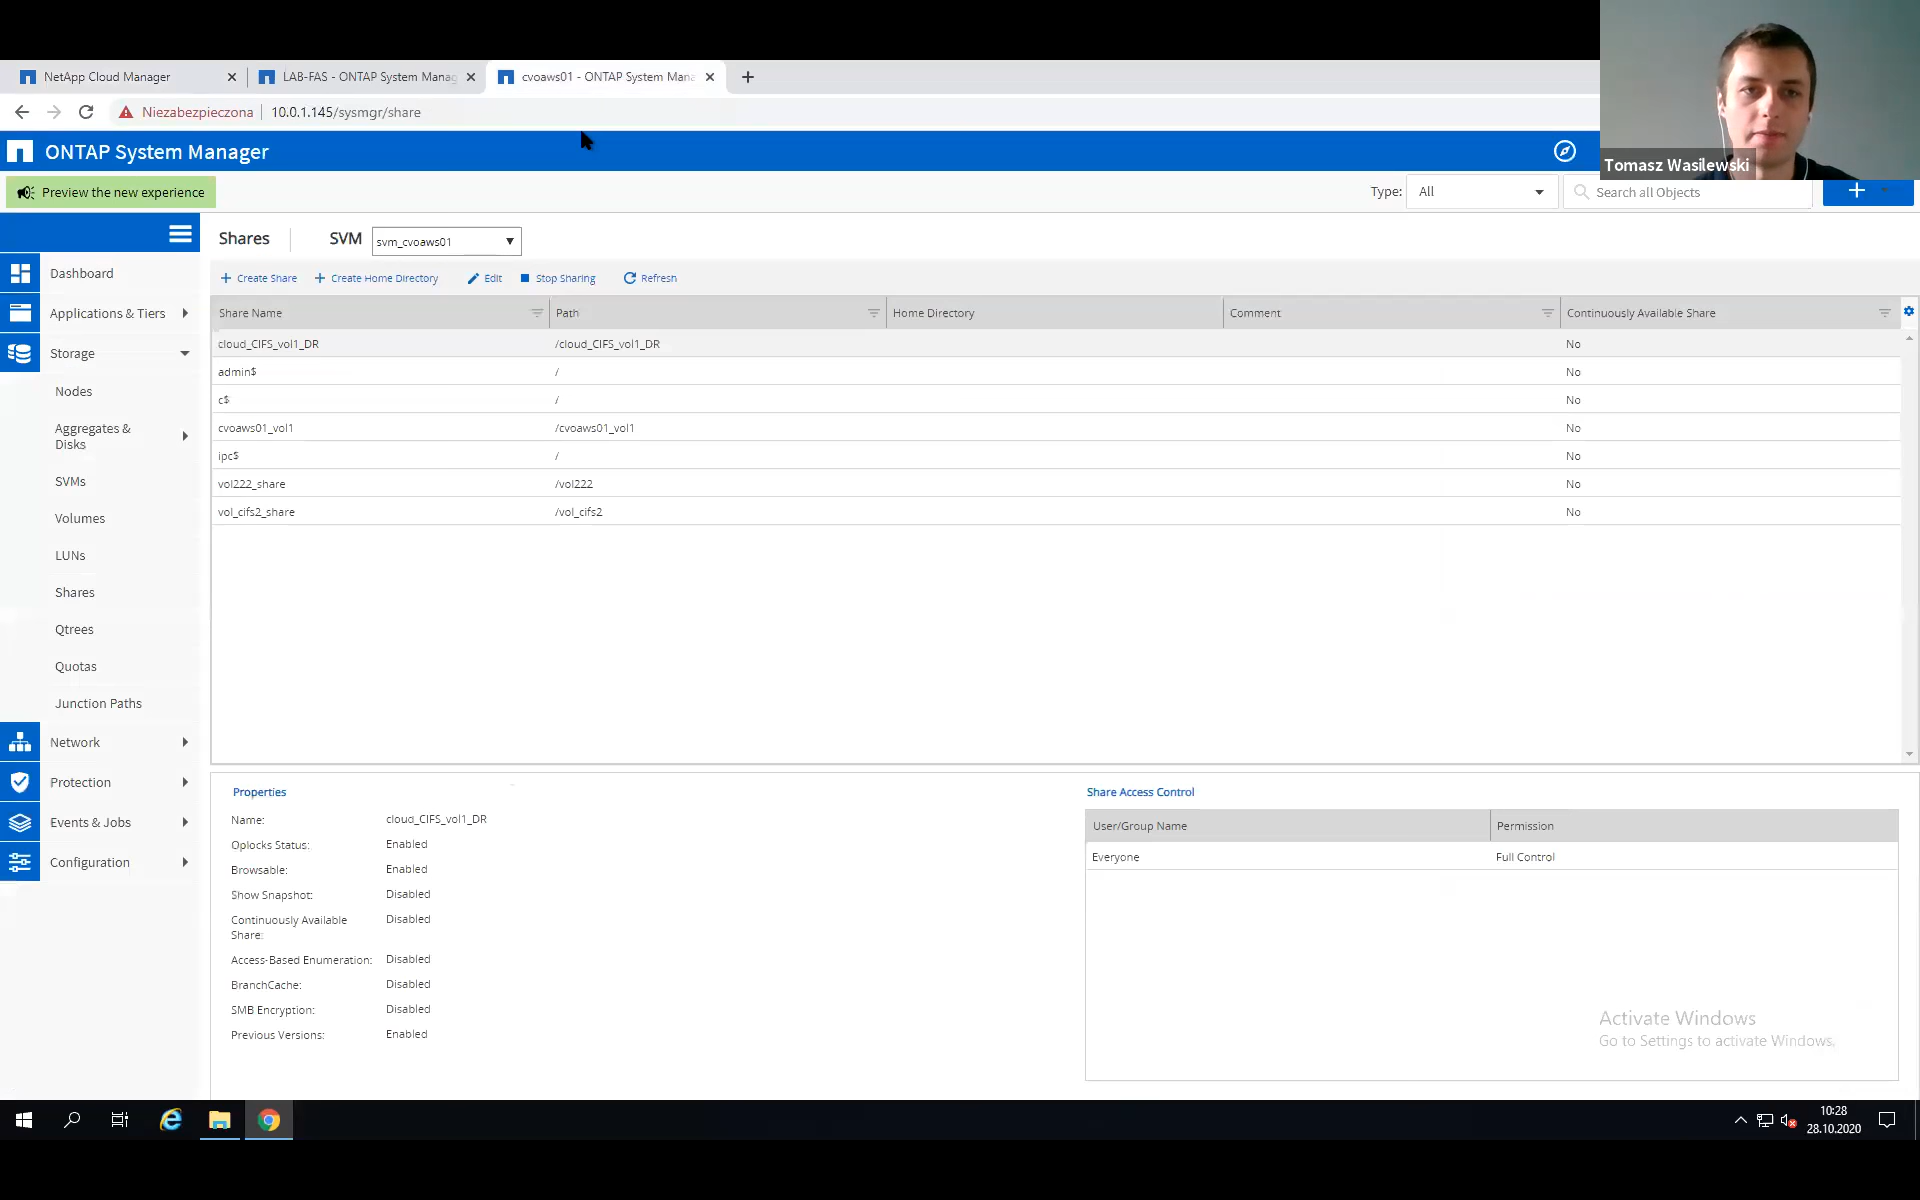 NetApp Cloud Manager
LAB-FAS - ONTAP System Manag
cvoaws01 - ONTAP System Mana
Niezabezpieczona 10.0.1.145/sysmgr/share
ONTAP System Manager
Tomasz Wasilewski
Preview the new experience
Type: All
Search all Objects
Shares SVM svm_cvoaws01
Create Share Create Home Directory Edit Stop Sharing Refresh
Share Name Path Home Directory Comment Continuously Available Share
cloud_CIFS_vol1_DR /cloud_CIFS_vol1_DR No
admin$ / No
c$ / No
cvoaws01_vol1 /cvoaws01_vol1 No
ipc$ / No
vol222_share /vol222 No
vol_cifs2_share /vol_cifs2 No
Dashboard
Applications & Tiers
Storage
Nodes
Aggregates &
Disks
SVMs
Volumes
LUNs
Shares
Qtrees
Quotas
Junction Paths
Network
Protection
Events & Jobs
Configuration
Properties
Name: cloud_CIFS_vol1_DR
Oplocks Status: Enabled
Browsable: Enabled
Show Snapshot: Disabled
Continuously Available Disabled
Share:
Access-Based Enumeration: Disabled
BranchCache: Disabled
SMB Encryption: Disabled
Previous Versions: Enabled
Share Access Control
User/Group Name Permission
Everyone Full Control
Activate Windows
Go to Settings to activate Windows.
10:28
28.10.2020